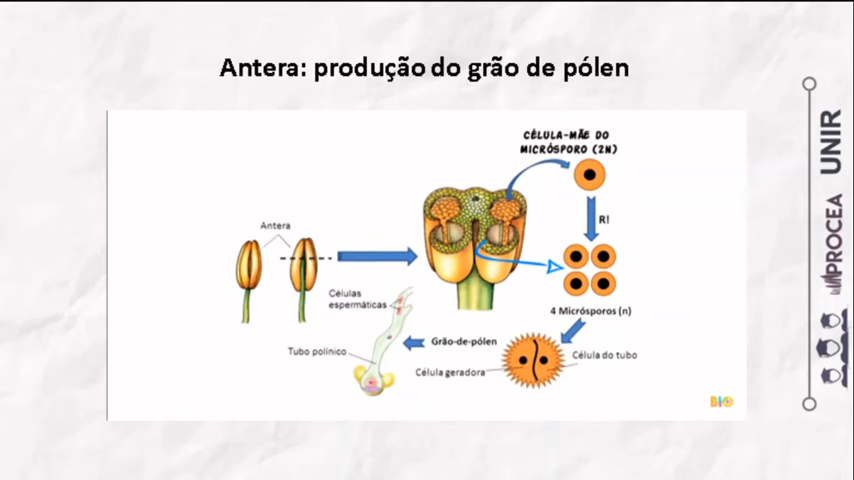 Antera: produção do grão de pólen
CÉLULA-MÃE DO
MICRÓSPORO (2N)
R!
Antera
Células
espermáticas
4 Micrósporos (n)
Grão-de-pólen
Tubo polínico
Célula do tubo
Célula geradora
BIO
UNIR
PROCEA